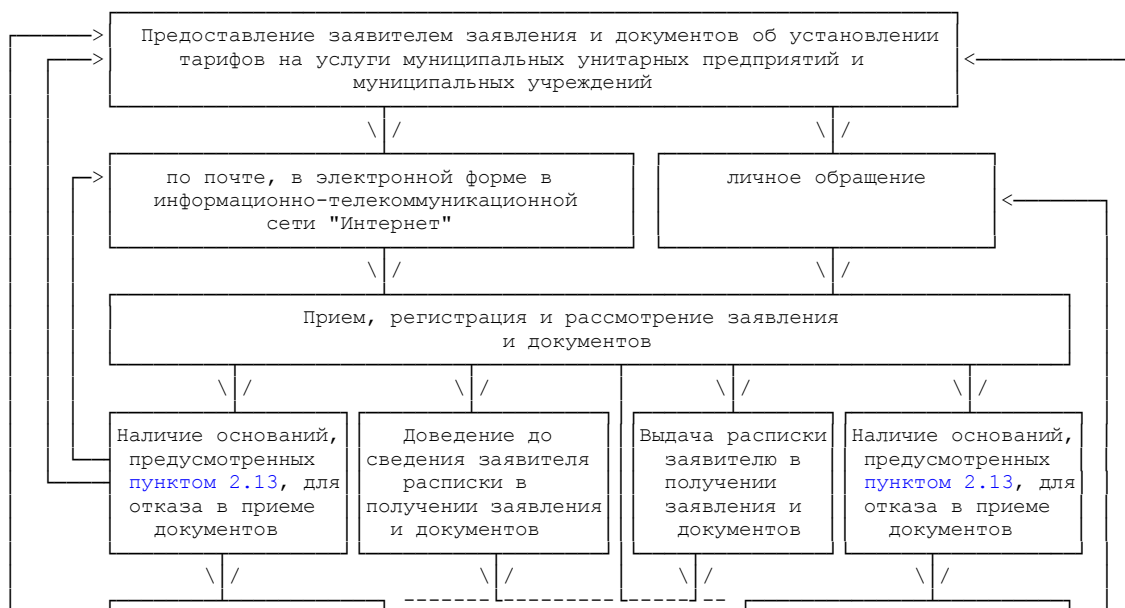 Предоставление заявителем заявления и документов об установлении
тарифов на услуги муниципальных унитарных предприятий и
муниципальных учреждений
по почте, в электронной форме в
информационно-телекоммуникационной
сети "Интернет"
личное обращение
Прием, регистрация и рассмотрение заявления
и документов
Наличие оснований,
предусмотренных
пунктом 2.13, для
отказа в приеме
документов
Доведение до
сведения заявителя
расписки в
получении заявления
и документов
Выдача расписки
заявителю в
получении
заявления и
документов
Наличие оснований,
предусмотренных
пунктом 2.13, для
отказа в приеме
документов